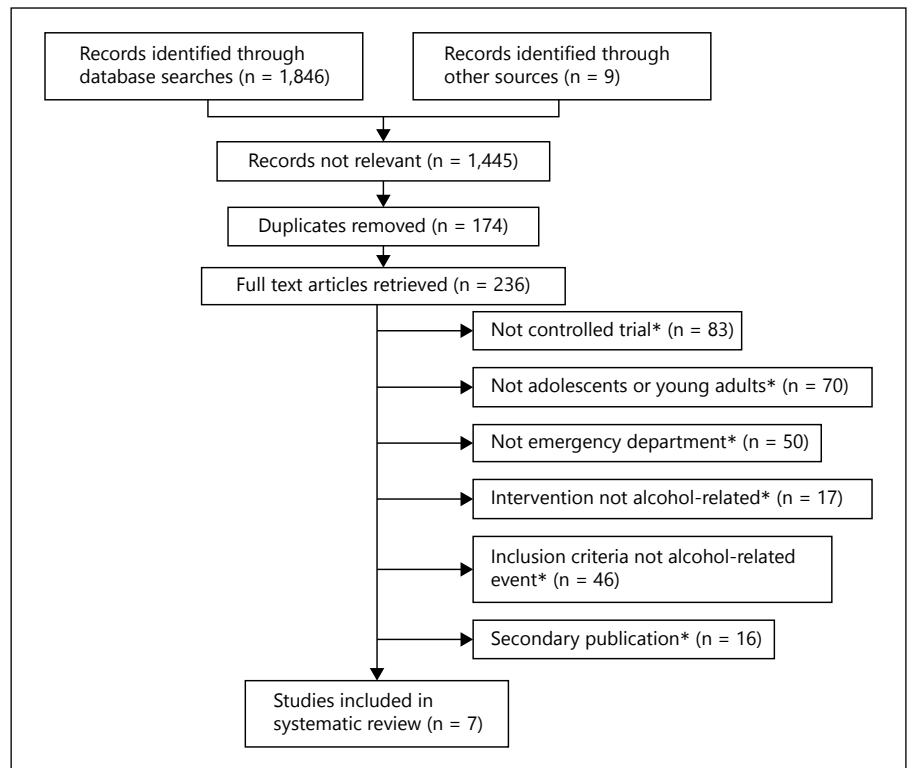 Records identified through
database searches (n = 1,846)
Records identified through
other sources (n = 9)
Records not relevant (n = 1,445)
Duplicates removed (n = 174)
Full text articles retrieved (n = 236)
Not controlled trial* (n = 83)
Not adolescents or young adults* (n = 70)
Not emergency department* (n = 50)
Intervention not alcohol-related* (n = 17)
Inclusion criteria not alcohol-related
event* (n = 46)
Secondary publication* (n = 16)
Studies included in
systematic review (n = 7)